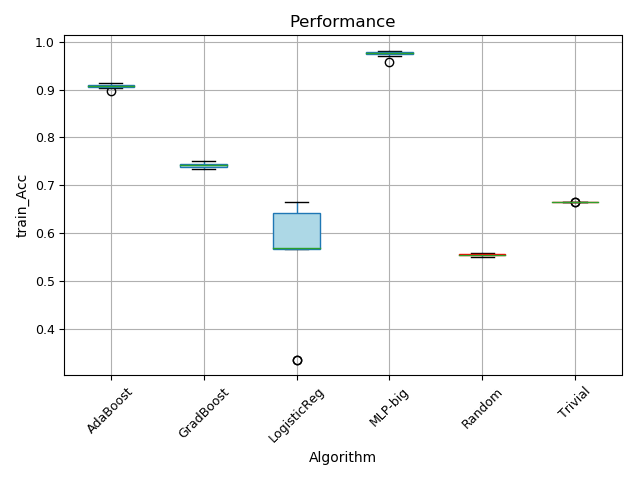 Performance
1.0
0.9
0.8
0.7
0.6
0.5
0.4
train_Acc
AdaBoost
GradBoost
LogisticReg
MLP-big
Random
Trivial
Algorithm